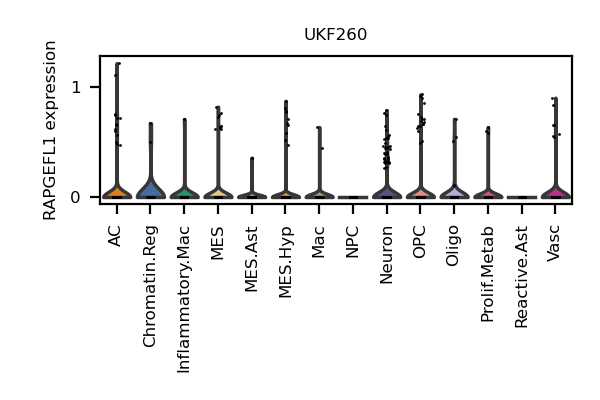 UKF260
RAPGEFL1 expression
1
0
AC
Chromatin.Reg
Inflammatory.Mac
MES
MES.Ast
MES.Hyp
Mac
NPC
Neuron
OPC
Oligo
Prolif.Metab
Reactive.Ast
Vasc